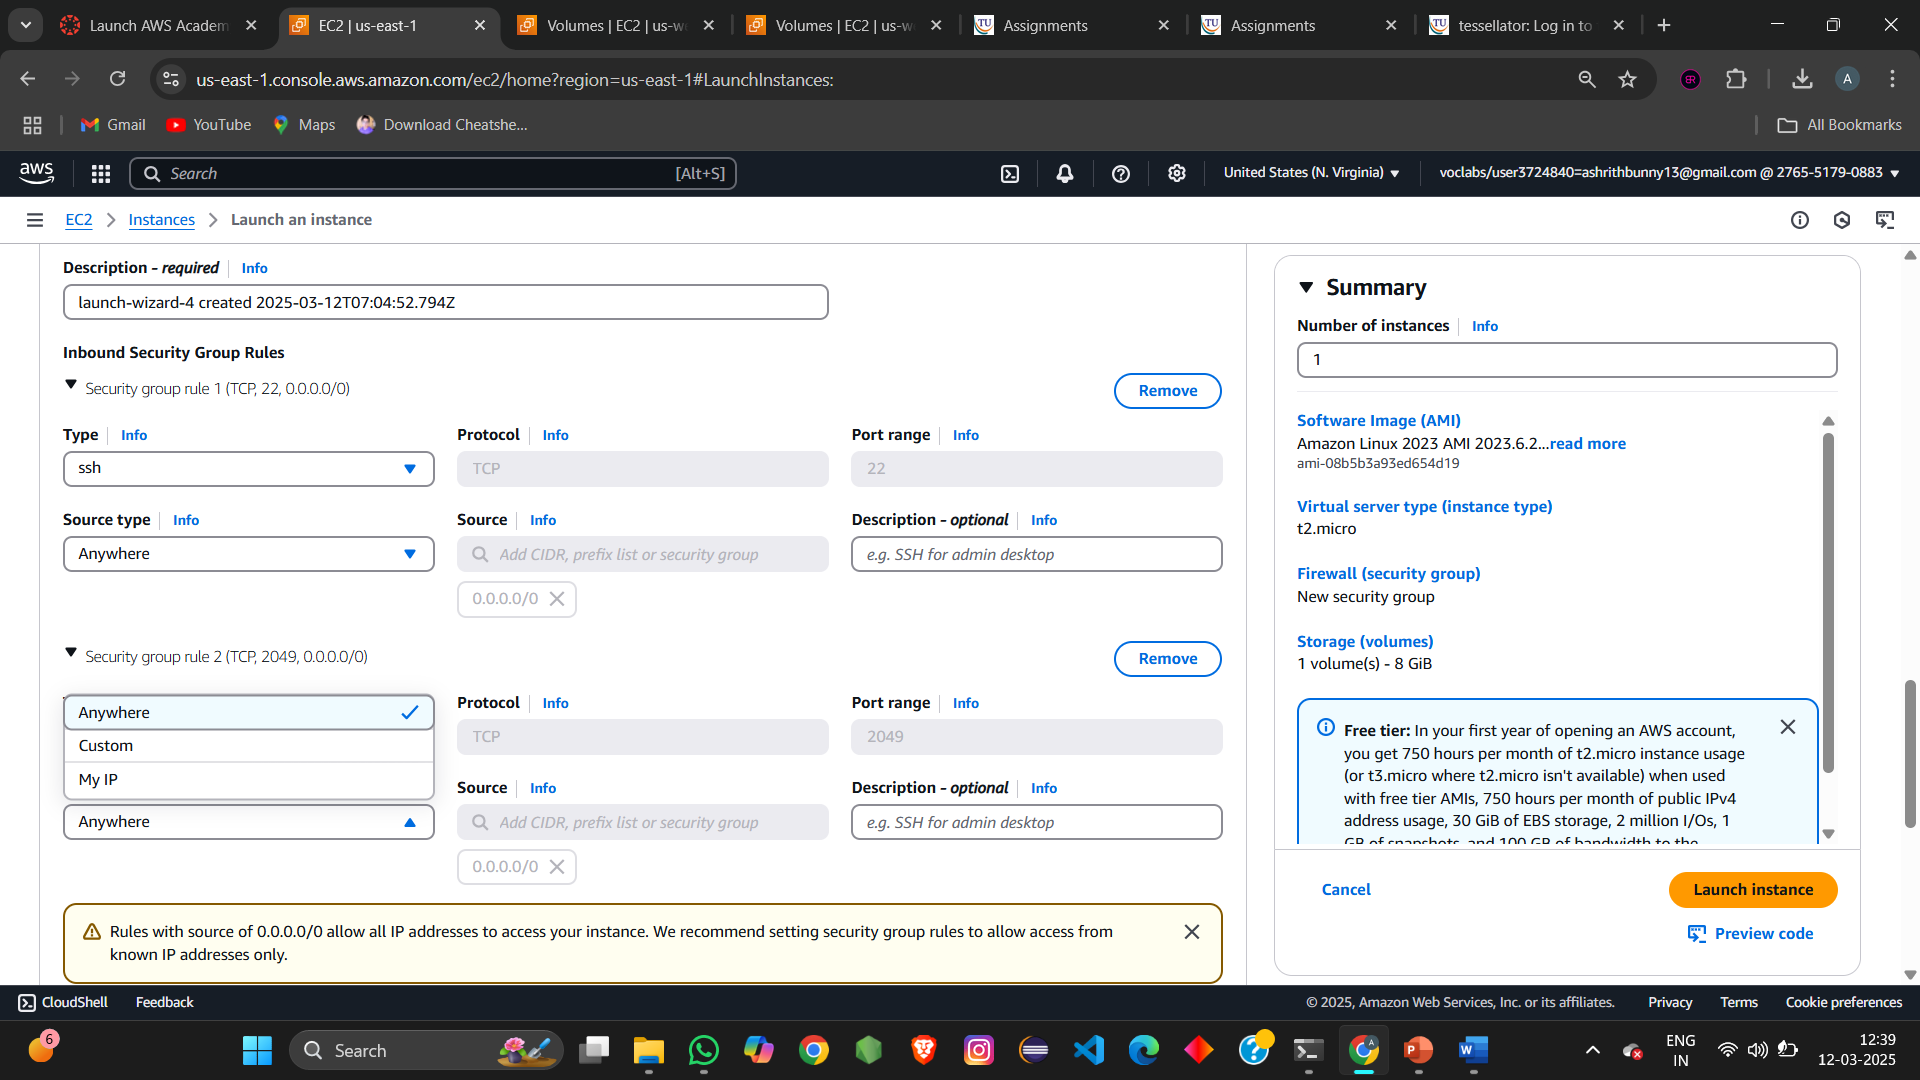 Launch AWS Academ
EC2 | us-east-1
Volumes | EC2 | us-we
Volumes | EC2 | us-we
Assignments
Assignments
tessellator: Log in to
us-east-1.console.aws.amazon.com/ec2/home?region=us-east-1#LaunchInstances:
Gmail
YouTube
Maps
Download Cheatshe...
All Bookmarks
aws
Search
[Alt+S]
United States (N. Virginia)
voclabs/user3724840=ashrithbunny13@gmail.com @ 2765-5179-0883
EC2
Instances
Launch an instance
Description - required
Info
launch-wizard-4 created 2025-03-12T07:04:52.794Z
Inbound Security Group Rules
Security group rule 1 (TCP, 22, 0.0.0.0/0)
Remove
Type
Info
Protocol
Info
Port range
Info
ssh
TCP
22
Source type
Info
Source
Info
Description - optional
Info
Anywhere
Add CIDR, prefix list or security group
e.g. SSH for admin desktop
0.0.0.0/0
Security group rule 2 (TCP, 2049, 0.0.0.0/0)
Remove
Anywhere
Custom
My IP
Protocol
Info
Port range
Info
TCP
2049
Source
Info
Description - optional
Info
Anywhere
Add CIDR, prefix list or security group
e.g. SSH for admin desktop
0.0.0.0/0
Rules with source of 0.0.0.0/0 allow all IP addresses to access your instance. We recommend setting security group rules to allow access from
known IP addresses only.
Summary
Number of instances
Info
1
Software Image (AMI)
Amazon Linux 2023 AMI 2023.6.2...read more
ami-08b5b3a93ed654d19
Virtual server type (instance type)
t2.micro
Firewall (security group)
New security group
Storage (volumes)
1 volume(s) - 8 GiB
Free tier: In your first year of opening an AWS account,
you get 750 hours per month of t2.micro instance usage
(or t3.micro where t2.micro isn't available) when used
with free tier AMIs, 750 hours per month of public IPv4
address usage, 30 GiB of EBS storage, 2 million I/Os, 1
GB of snapshots, and 100 GB of bandwidth to the
Cancel
Launch instance
Preview code
CloudShell
Feedback
© 2025, Amazon Web Services, Inc. or its affiliates.
Privacy
Terms
Cookie preferences
6
Search
ENG
IN
12:39
12-03-2025